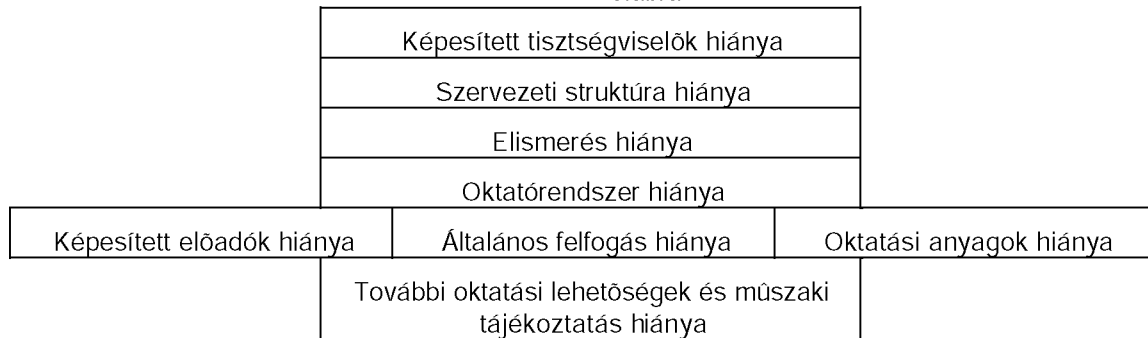 Képesített tisztségviselõk hiánya
Szervezeti struktúra hiánya
Elismerés hiánya
Oktatórendszer hiánya
Képesített elõadók hiánya
Általános felfogás hiánya
Oktatási anyagok hiánya
További oktatási lehetõségek és mûszaki
tájékoztatás hiánya